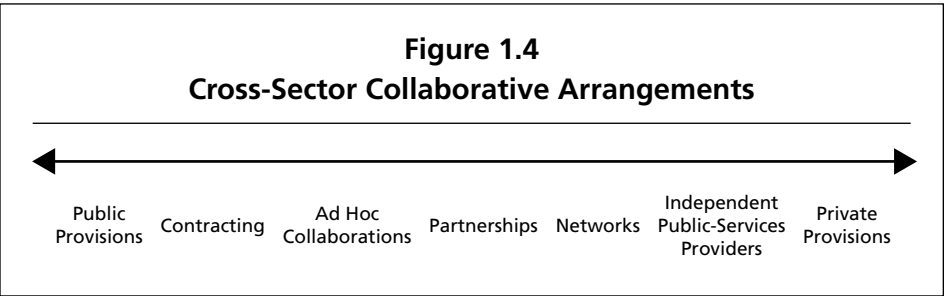 Figure 1.4
Cross-Sector Collaborative Arrangements
Public
Provisions
Contracting
Ad Hoc
Collaborations
Partnerships
Networks
Independent
Public-Services
Providers
Private
Provisions